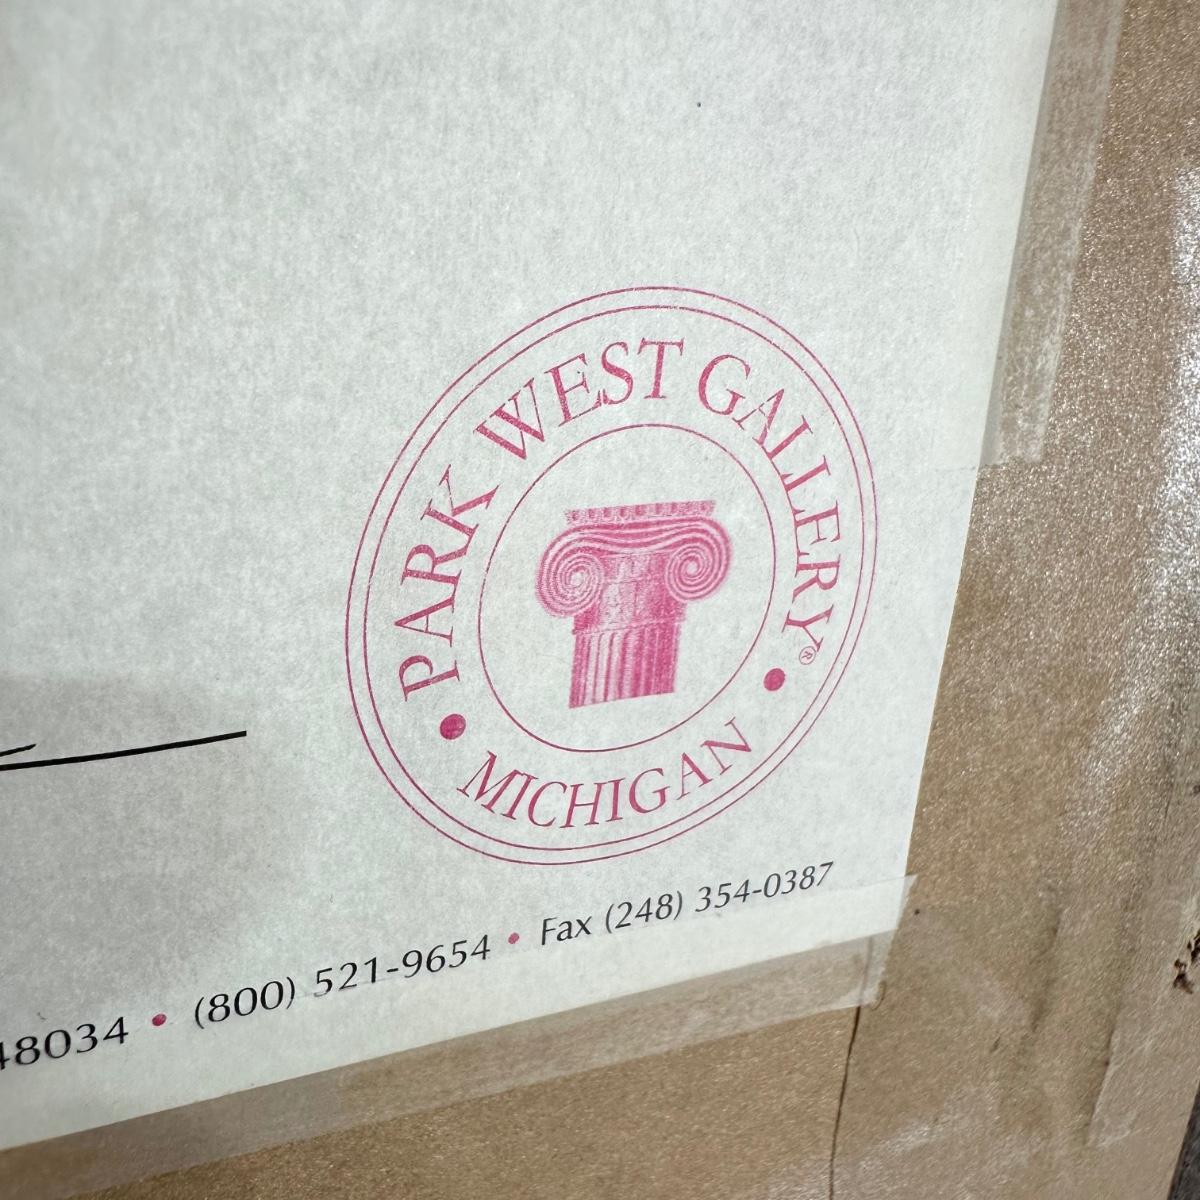 PARK WEST GALLERY®
• MICHIGAN •
48034 • (800) 521-9654 • Fax (248) 354-0387